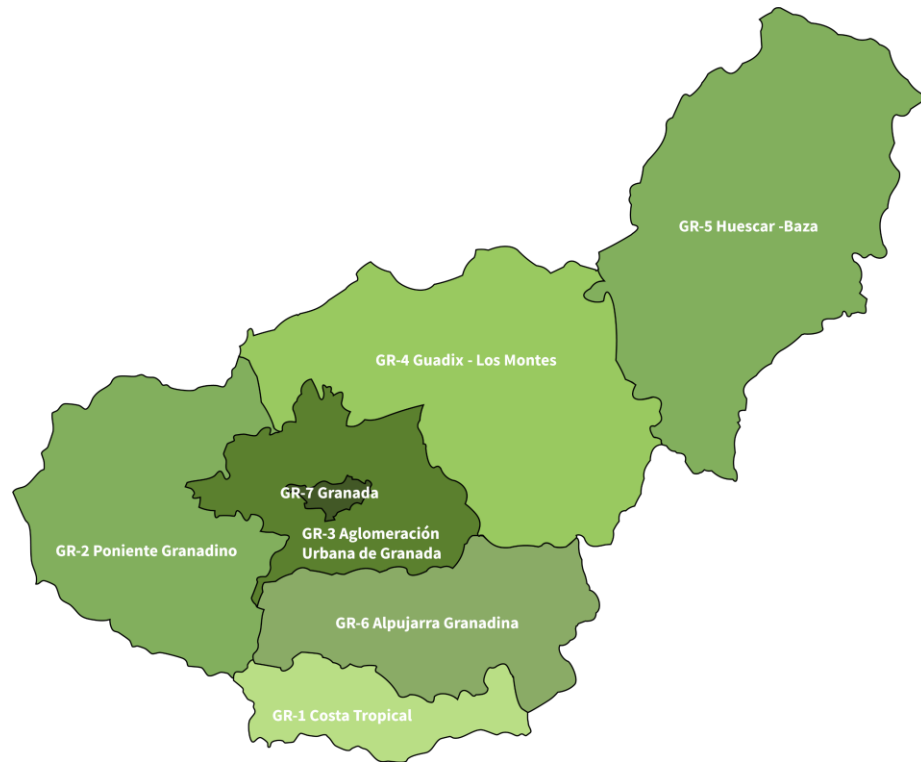 GR-5 Huescar -Baza
GR-4 Guadix - Los Montes
GR-7 Granada
GR-3 Aglomeración
Urbana de Granada
GR-2 Poniente Granadino
GR-6 Alpujarra Granadina
GR-1 Costa Tropical